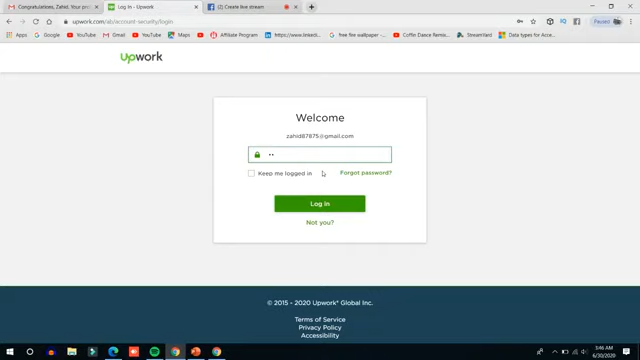 Congratulations, Zahid, Your pro
Log In - Upwork
(2) Create live stream
upwork.com/ab/account-security/login
Paused
Apps
Google
YouTube
Gmail
YouTube
Maps
Affiliate Program
https://www.linkedi...
free fire wallpaper -...
Coffin Dance Remix...
StreamYard
Data types for Acce...
upwork
Welcome
zahid87875@gmail.com
Keep me logged in
Forgot password?
Log In
Not you?
© 2015 - 2020 Upwork® Global Inc.
Terms of Service
Privacy Policy
Accessibility
3:46 AM
6/30/2020